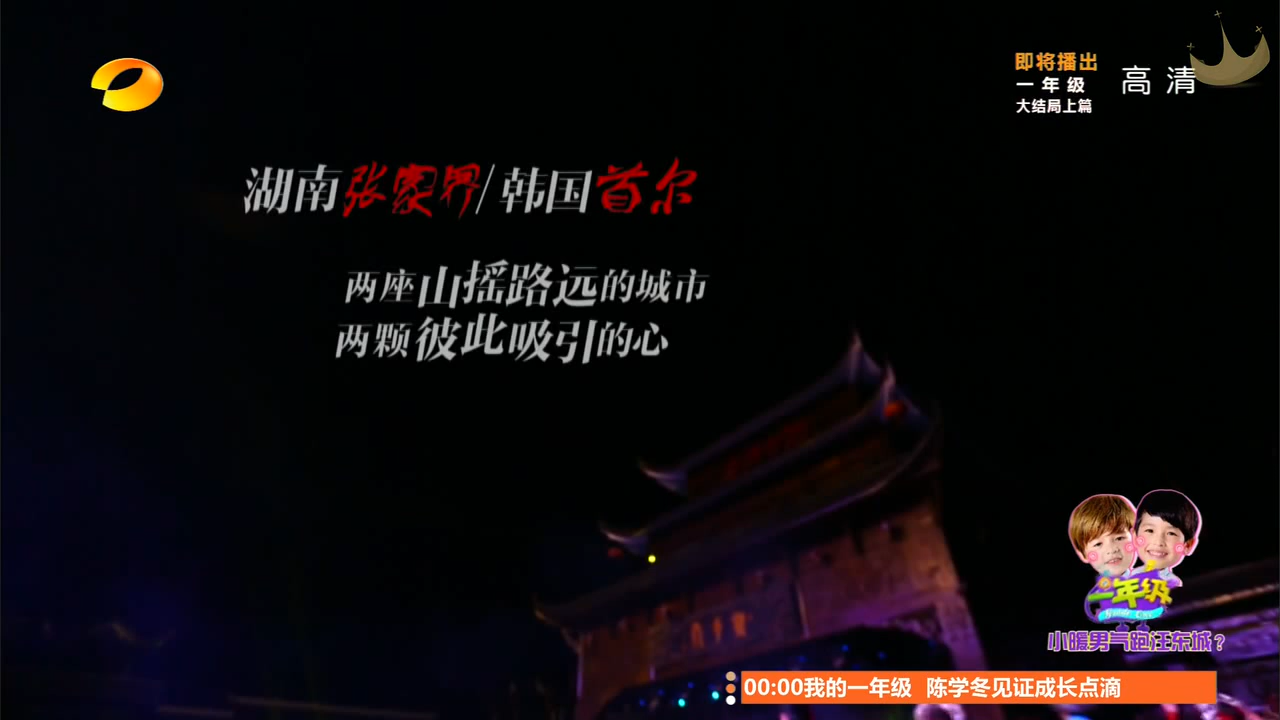 即将播出
一年级
大结局上篇
高清
湖南张家界/韩国首尔
两座山摇路远的城市
两颗彼此吸引的心
一年级
小暖男气跑汪东城?
00:00我的一年级 陈学冬见证成长点滴